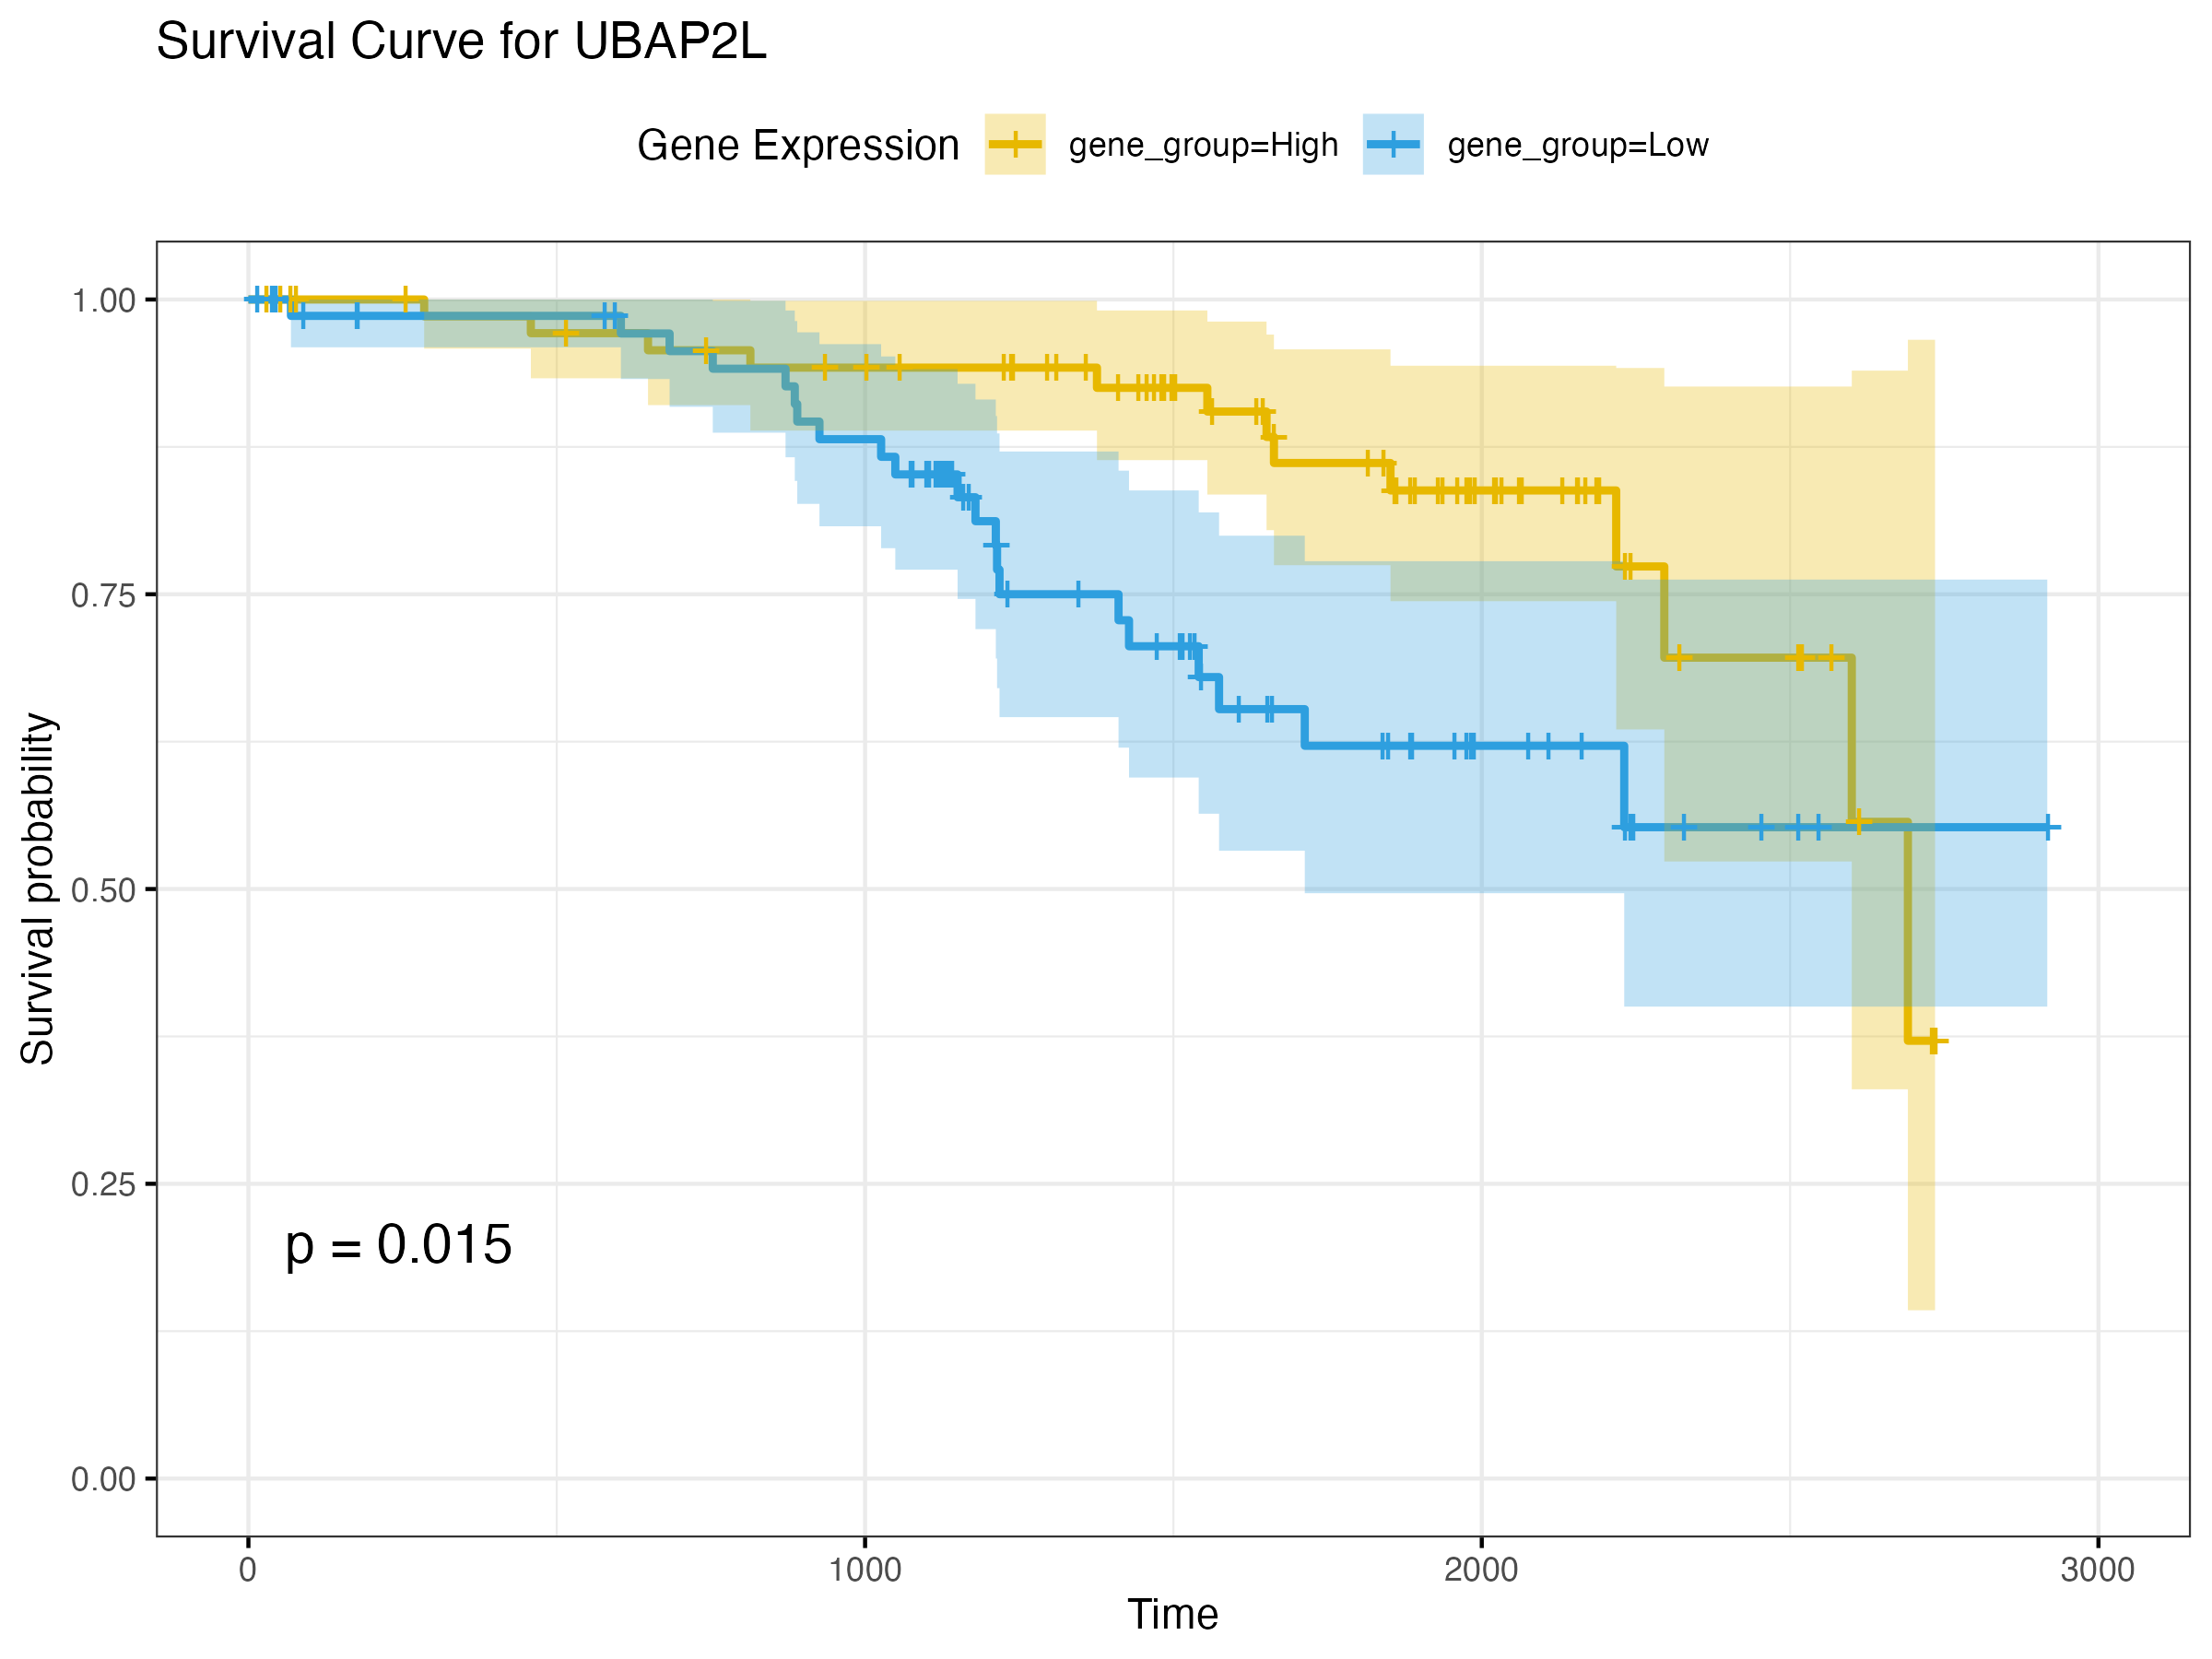 Survival Curve for UBAP2L
Gene Expression gene_group=High gene_group=Low
1.00
0.75
0.50
0.25
0.00
Survival probability
p = 0.015
0 1000 2000 3000
Time